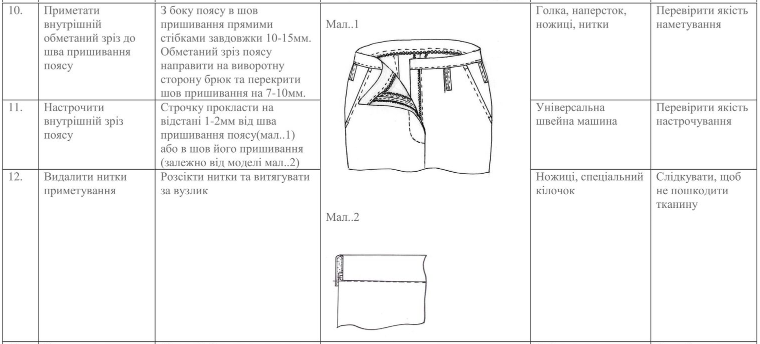 10.
Приметати
внутрішній
обметаний зріз до
шва пришивання
поясу
З боку поясу в шов
пришивання прямими
стібками завдовжки 10-15мм.
Обметаний зріз поясу
направити на виворотну
сторону брюк та перекрити
шов пришивання на 7-10мм.
Мал..1
Голка, наперсток,
ножиці, нитки
Перевірити якість
наметування
11.
Настрочити
внутрішній зріз
поясу
Строчку прокласти на
відстані 1-2мм від шва
пришивання поясу(мал..1)
або в шов його пришивання
(залежно від моделі мал..2)
Універсальна
швейна машина
Перевірити якість
настрочування
12.
Видалити нитки
приметування
Розсікти нитки та витягувати
за вузлик
Мал..2
Ножиці, спеціальний
кілочок
Слідкувати, щоб
не пошкодити
тканину